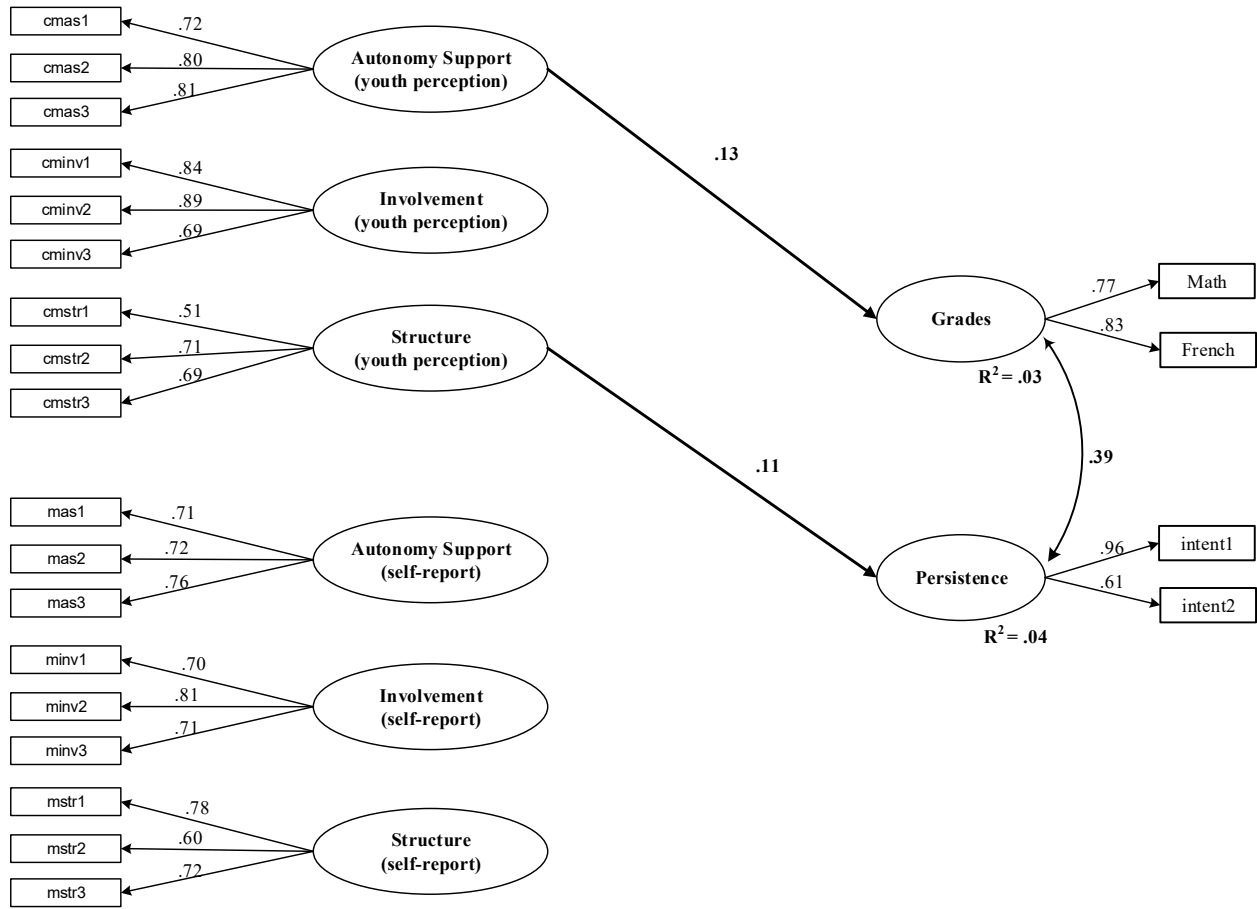 cmas1
.72
cmas2
.80
cmas3
.81
Autonomy Support
(youth perception)
cminv1
.84
cminv2
.89
cminv3
.69
Involvement
(youth perception)
cmstr1
.51
cmstr2
.71
cmstr3
.69
Structure
(youth perception)
mas1
.71
mas2
.72
mas3
.76
Autonomy Support
(self-report)
minv1
.70
minv2
.81
minv3
.71
Involvement
(self-report)
mstr1
.78
mstr2
.60
mstr3
.72
Structure
(self-report)
.13
.11
Grades
R² = .03
.77
Math
.83
French
.39
Persistence
R² = .04
.96
intent1
.61
intent2